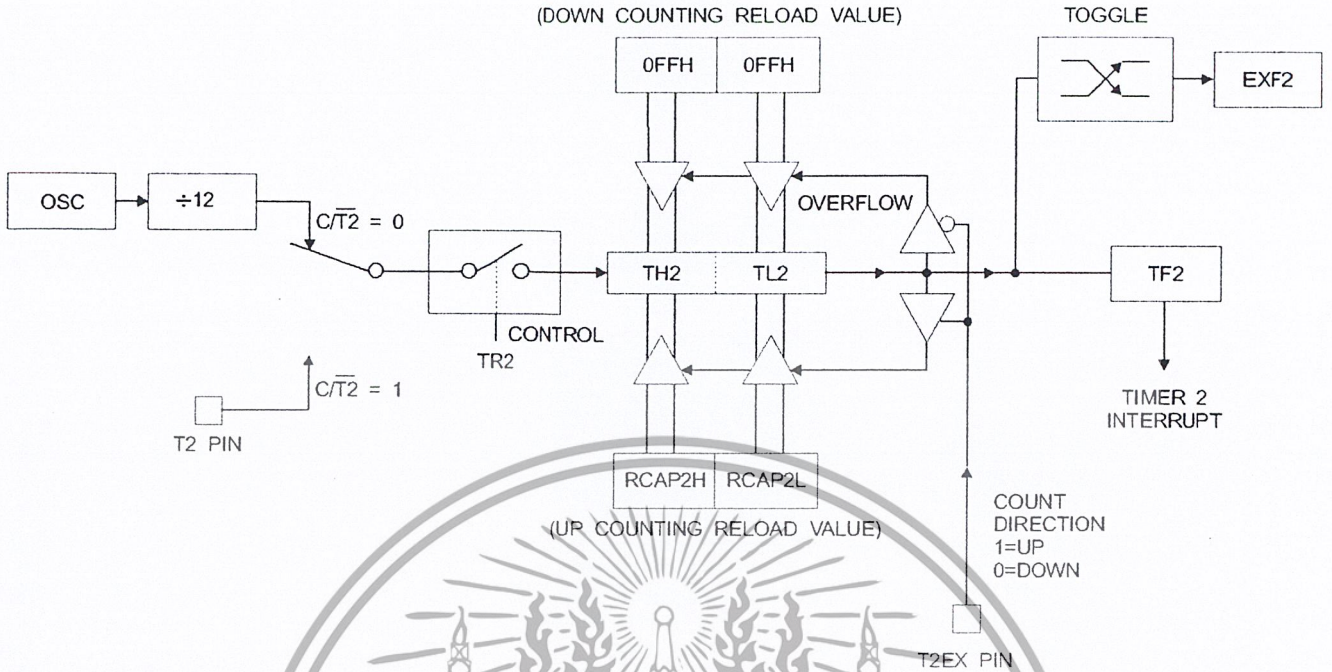 (DOWN COUNTING RELOAD VALUE)
TOGGLE
0FFH
0FFH
EXF2
OSC
÷12
C/T2̅ = 0
OVERFLOW
TH2
TL2
TF2
CONTROL
TR2
C/T2̅ = 1
T2 PIN
TIMER 2
INTERRUPT
RCAP2H
RCAP2L
(UP COUNTING RELOAD VALUE)
COUNT
DIRECTION
1=UP
0=DOWN
T2EX PIN